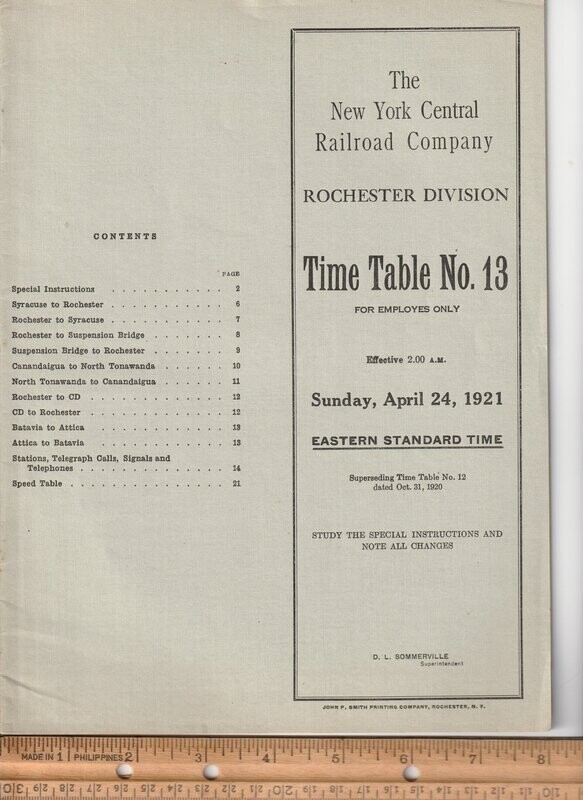 CONTENTS
PAGE
Special Instructions . . . . . . . . . . . 2
Syracuse to Rochester . . . . . . . . . . . 6
Rochester to Syracuse . . . . . . . . . . . 7
Rochester to Suspension Bridge . . . . . . . . 8
Suspension Bridge to Rochester . . . . . . . . 9
Canandaigua to North Tonawanda . . . . . . 10
North Tonawanda to Canandaigua . . . . . . 11
Rochester to CD . . . . . . . . . . . . . 12
CD to Rochester . . . . . . . . . . . . 12
Batavia to Attica . . . . . . . . . . . . 13
Attica to Batavia . . . . . . . . . . . . 13
Stations, Telegraph Calls, Signals and
Telephones . . . . . . . . . . . . . 14
Speed Table . . . . . . . . . . . . . . 21
The
New York Central
Railroad Company
ROCHESTER DIVISION
Time Table No. 13
FOR EMPLOYES ONLY
Effective 2.00 A.M.
Sunday, April 24, 1921
EASTERN STANDARD TIME
Superseding Time Table No. 12
dated Oct. 31, 1920
STUDY THE SPECIAL INSTRUCTIONS AND
NOTE ALL CHANGES
D. L. SOMMERVILLE
Superintendent
JOHN P. SMITH PRINTING COMPANY, ROCHESTER, N. Y.
MADE IN 1 PHILIPPINES 2 3 4 5 6 7 8